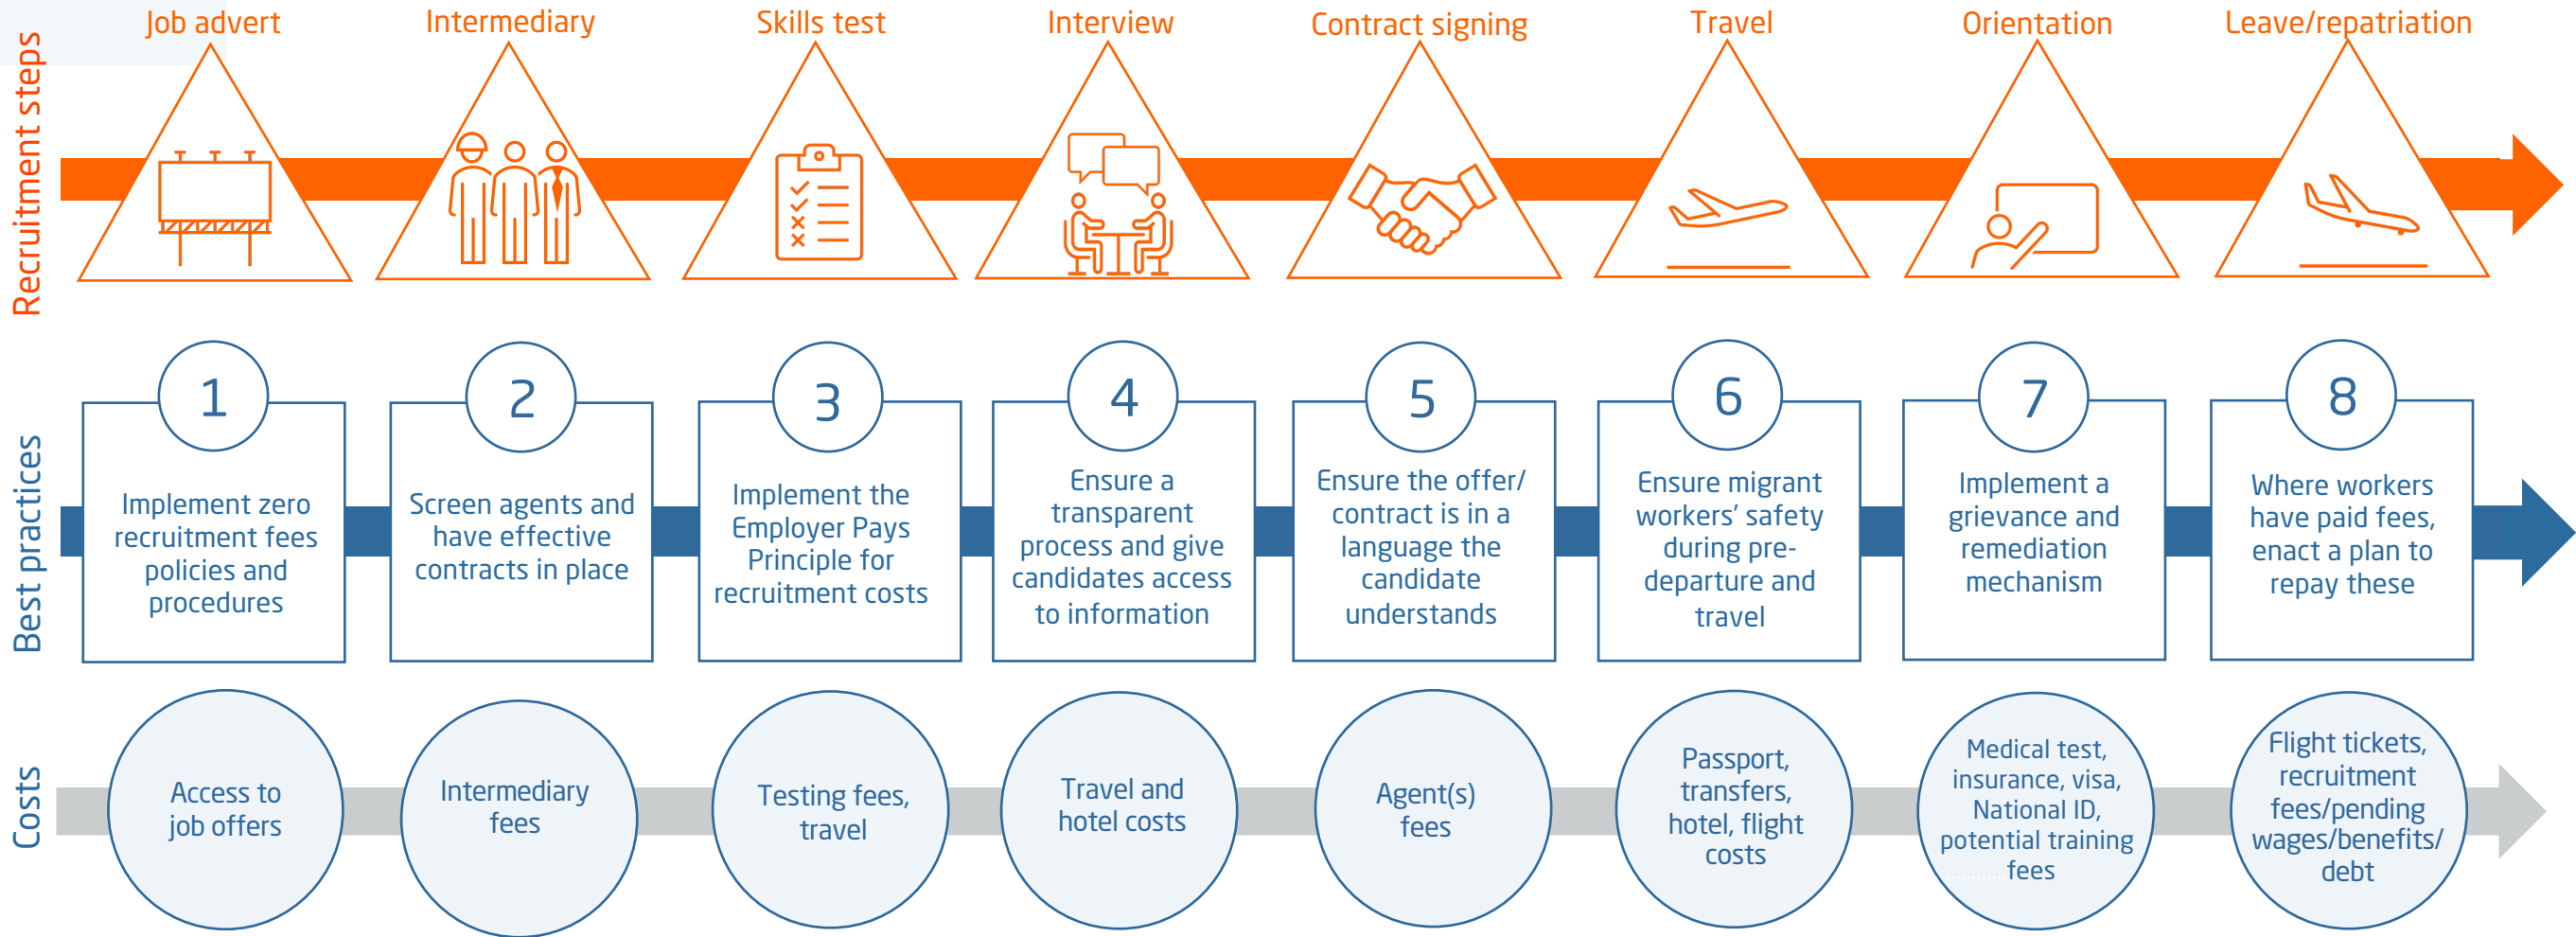 Recruitment steps
Job advert
Intermediary
Skills test
Interview
Contract signing
Travel
Orientation
Leave/repatriation
Best practices
1
Implement zero
recruitment fees
policies and
procedures
2
Screen agents and
have effective
contracts in place
3
Implement the
Employer Pays
Principle for
recruitment costs
4
Ensure a
transparent
process and give
candidates access
to information
5
Ensure the offer/
contract is in a
language the
candidate
understands
6
Ensure migrant
workers' safety
during pre-
departure and
travel
7
Implement a
grievance and
remediation
mechanism
8
Where workers
have paid fees,
enact a plan to
repay these
Costs
Access to
job offers
Intermediary
fees
Testing fees,
travel
Travel and
hotel costs
Agent(s)
fees
Passport,
transfers,
hotel, flight
costs
Medical test,
insurance, visa,
National ID,
potential training
fees
Flight tickets,
recruitment
fees/pending
wages/benefits/
debt